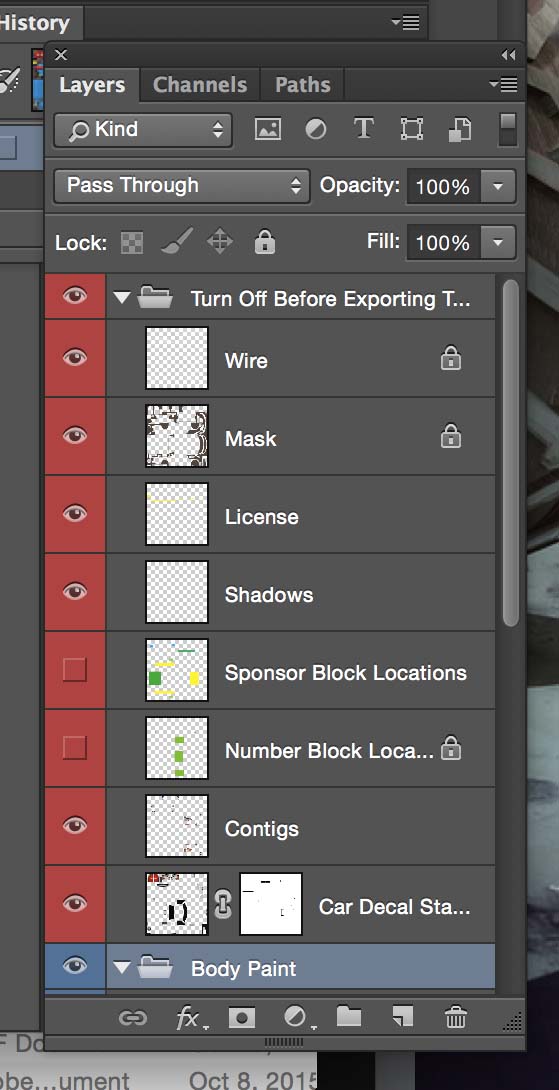 History
Layers Channels Paths
Kind
T
Pass Through Opacity: 100%
Lock: Fill: 100%
Turn Off Before Exporting T...
Wire
Mask
License
Shadows
Sponsor Block Locations
Number Block Loca...
Contigs
Car Decal Sta...
Body Paint
fx
obe...ument Oct 8, 2015